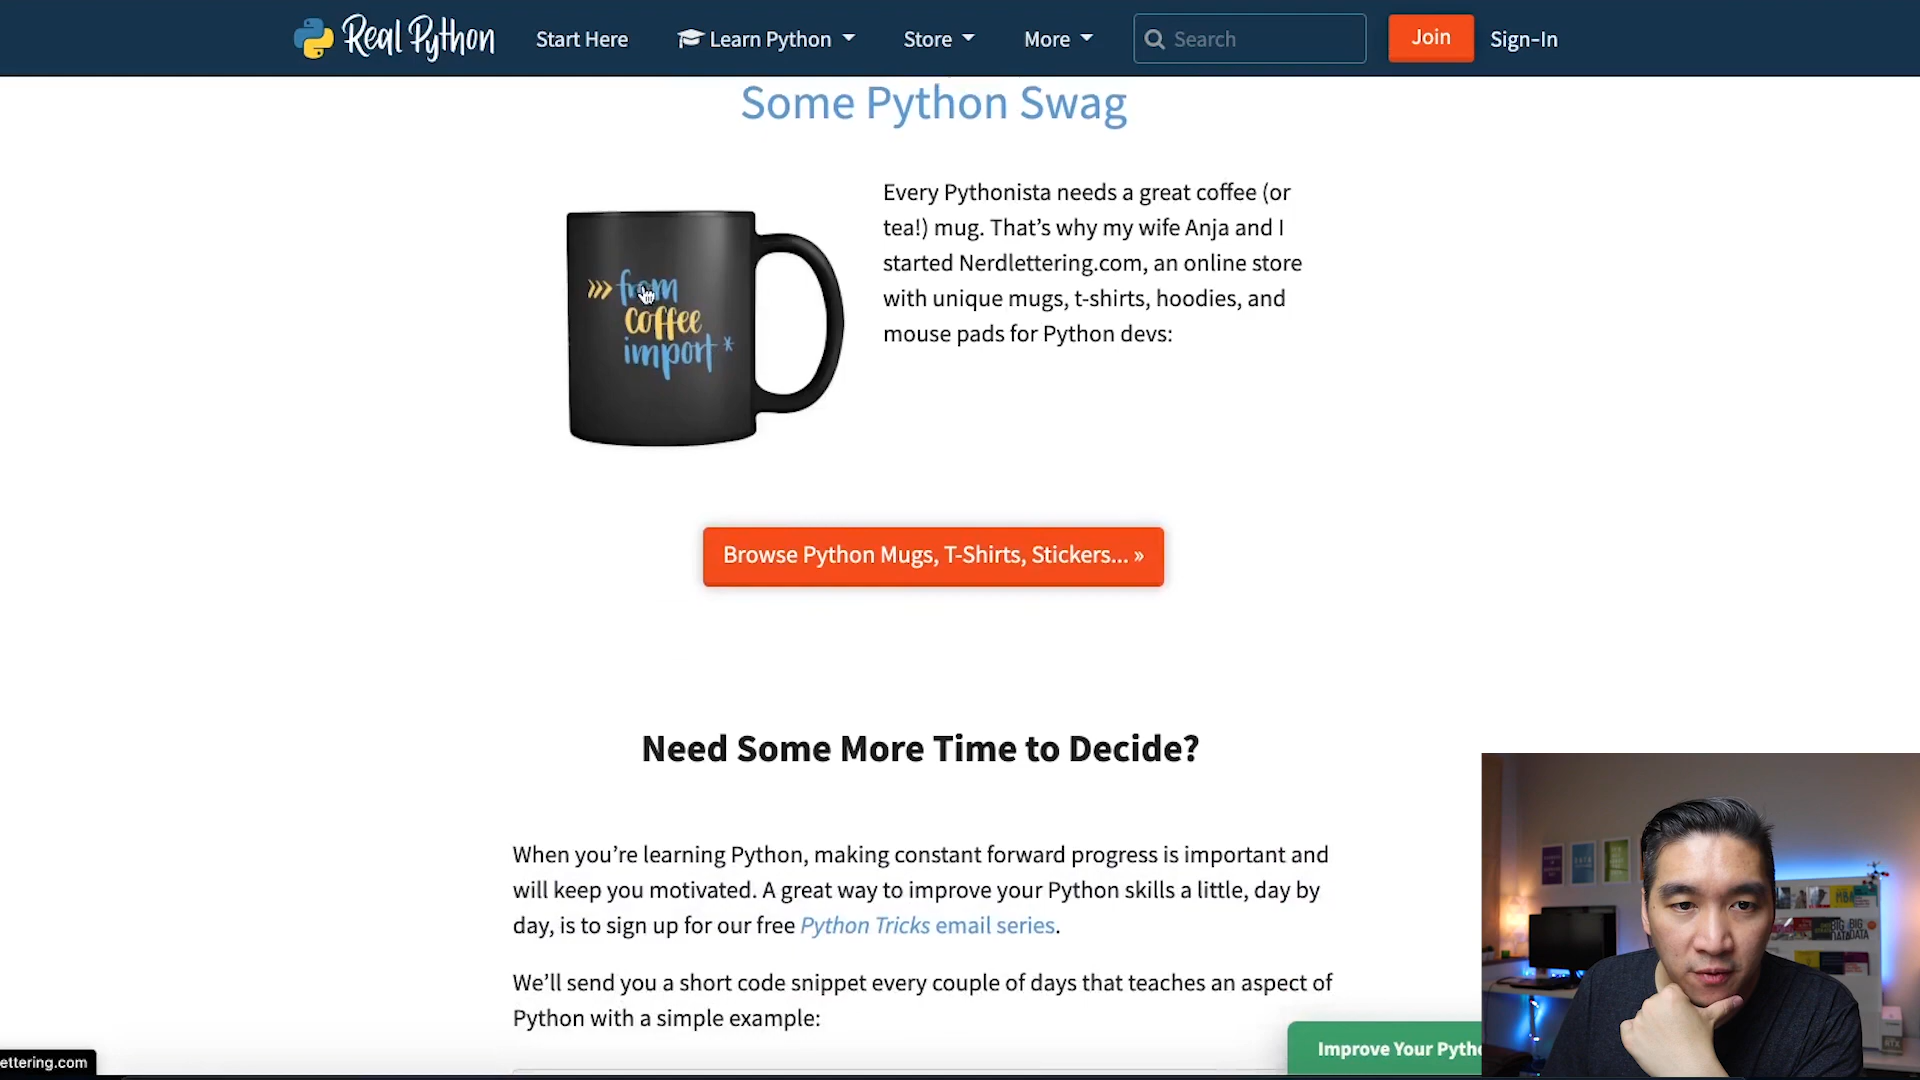 Real Python
Start Here
Learn Python
Store
More
Search
Join
Sign-In
Some Python Swag
Every Pythonista needs a great coffee (or
tea!) mug. That’s why my wife Anja and I
started Nerdlettering.com, an online store
with unique mugs, t-shirts, hoodies, and
mouse pads for Python devs:
>>> from
coffee
import *
Browse Python Mugs, T-Shirts, Stickers... »
Need Some More Time to Decide?
When you’re learning Python, making constant forward progress is important and
will keep you motivated. A great way to improve your Python skills a little, day by
day, is to sign up for our free Python Tricks email series.
We’ll send you a short code snippet every couple of days that teaches an aspect of
Python with a simple example:
Improve Your Pytho
ettering.com
BIG BIG
DATA DATA